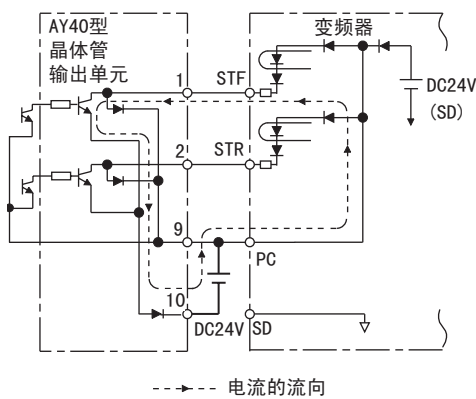 AY40型
晶体管
输出单元
变频器
1
STF
DC24V
(SD)
2
STR
9
PC
10
DC24V
SD
电流的流向